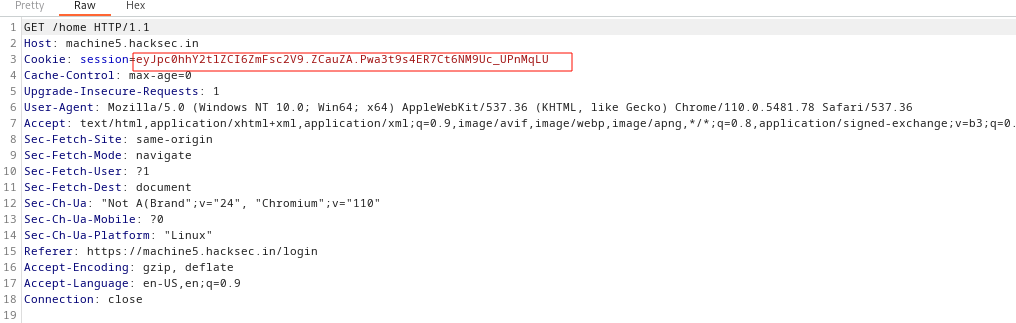 Pretty Raw Hex
1 GET /home HTTP/1.1
2 Host: machine5.hacksec.in
3 Cookie: session=eyJpc0hhY2tlZCI6ZmFsc2V9.ZCauZA.Pwa3t9s4ER7Ct6NM9Uc_UPnMqLU
4 Cache-Control: max-age=0
5 Upgrade-Insecure-Requests: 1
6 User-Agent: Mozilla/5.0 (Windows NT 10.0; Win64; x64) AppleWebKit/537.36 (KHTML, like Gecko) Chrome/110.0.5481.78 Safari/537.36
7 Accept: text/html,application/xhtml+xml,application/xml;q=0.9,image/avif,image/webp,image/apng,*/*;q=0.8,application/signed-exchange;v=b3;q=0.
8 Sec-Fetch-Site: same-origin
9 Sec-Fetch-Mode: navigate
10 Sec-Fetch-User: ?1
11 Sec-Fetch-Dest: document
12 Sec-Ch-Ua: "Not A(Brand";v="24", "Chromium";v="110"
13 Sec-Ch-Ua-Mobile: ?0
14 Sec-Ch-Ua-Platform: "Linux"
15 Referer: https://machine5.hacksec.in/login
16 Accept-Encoding: gzip, deflate
17 Accept-Language: en-US,en;q=0.9
18 Connection: close
19